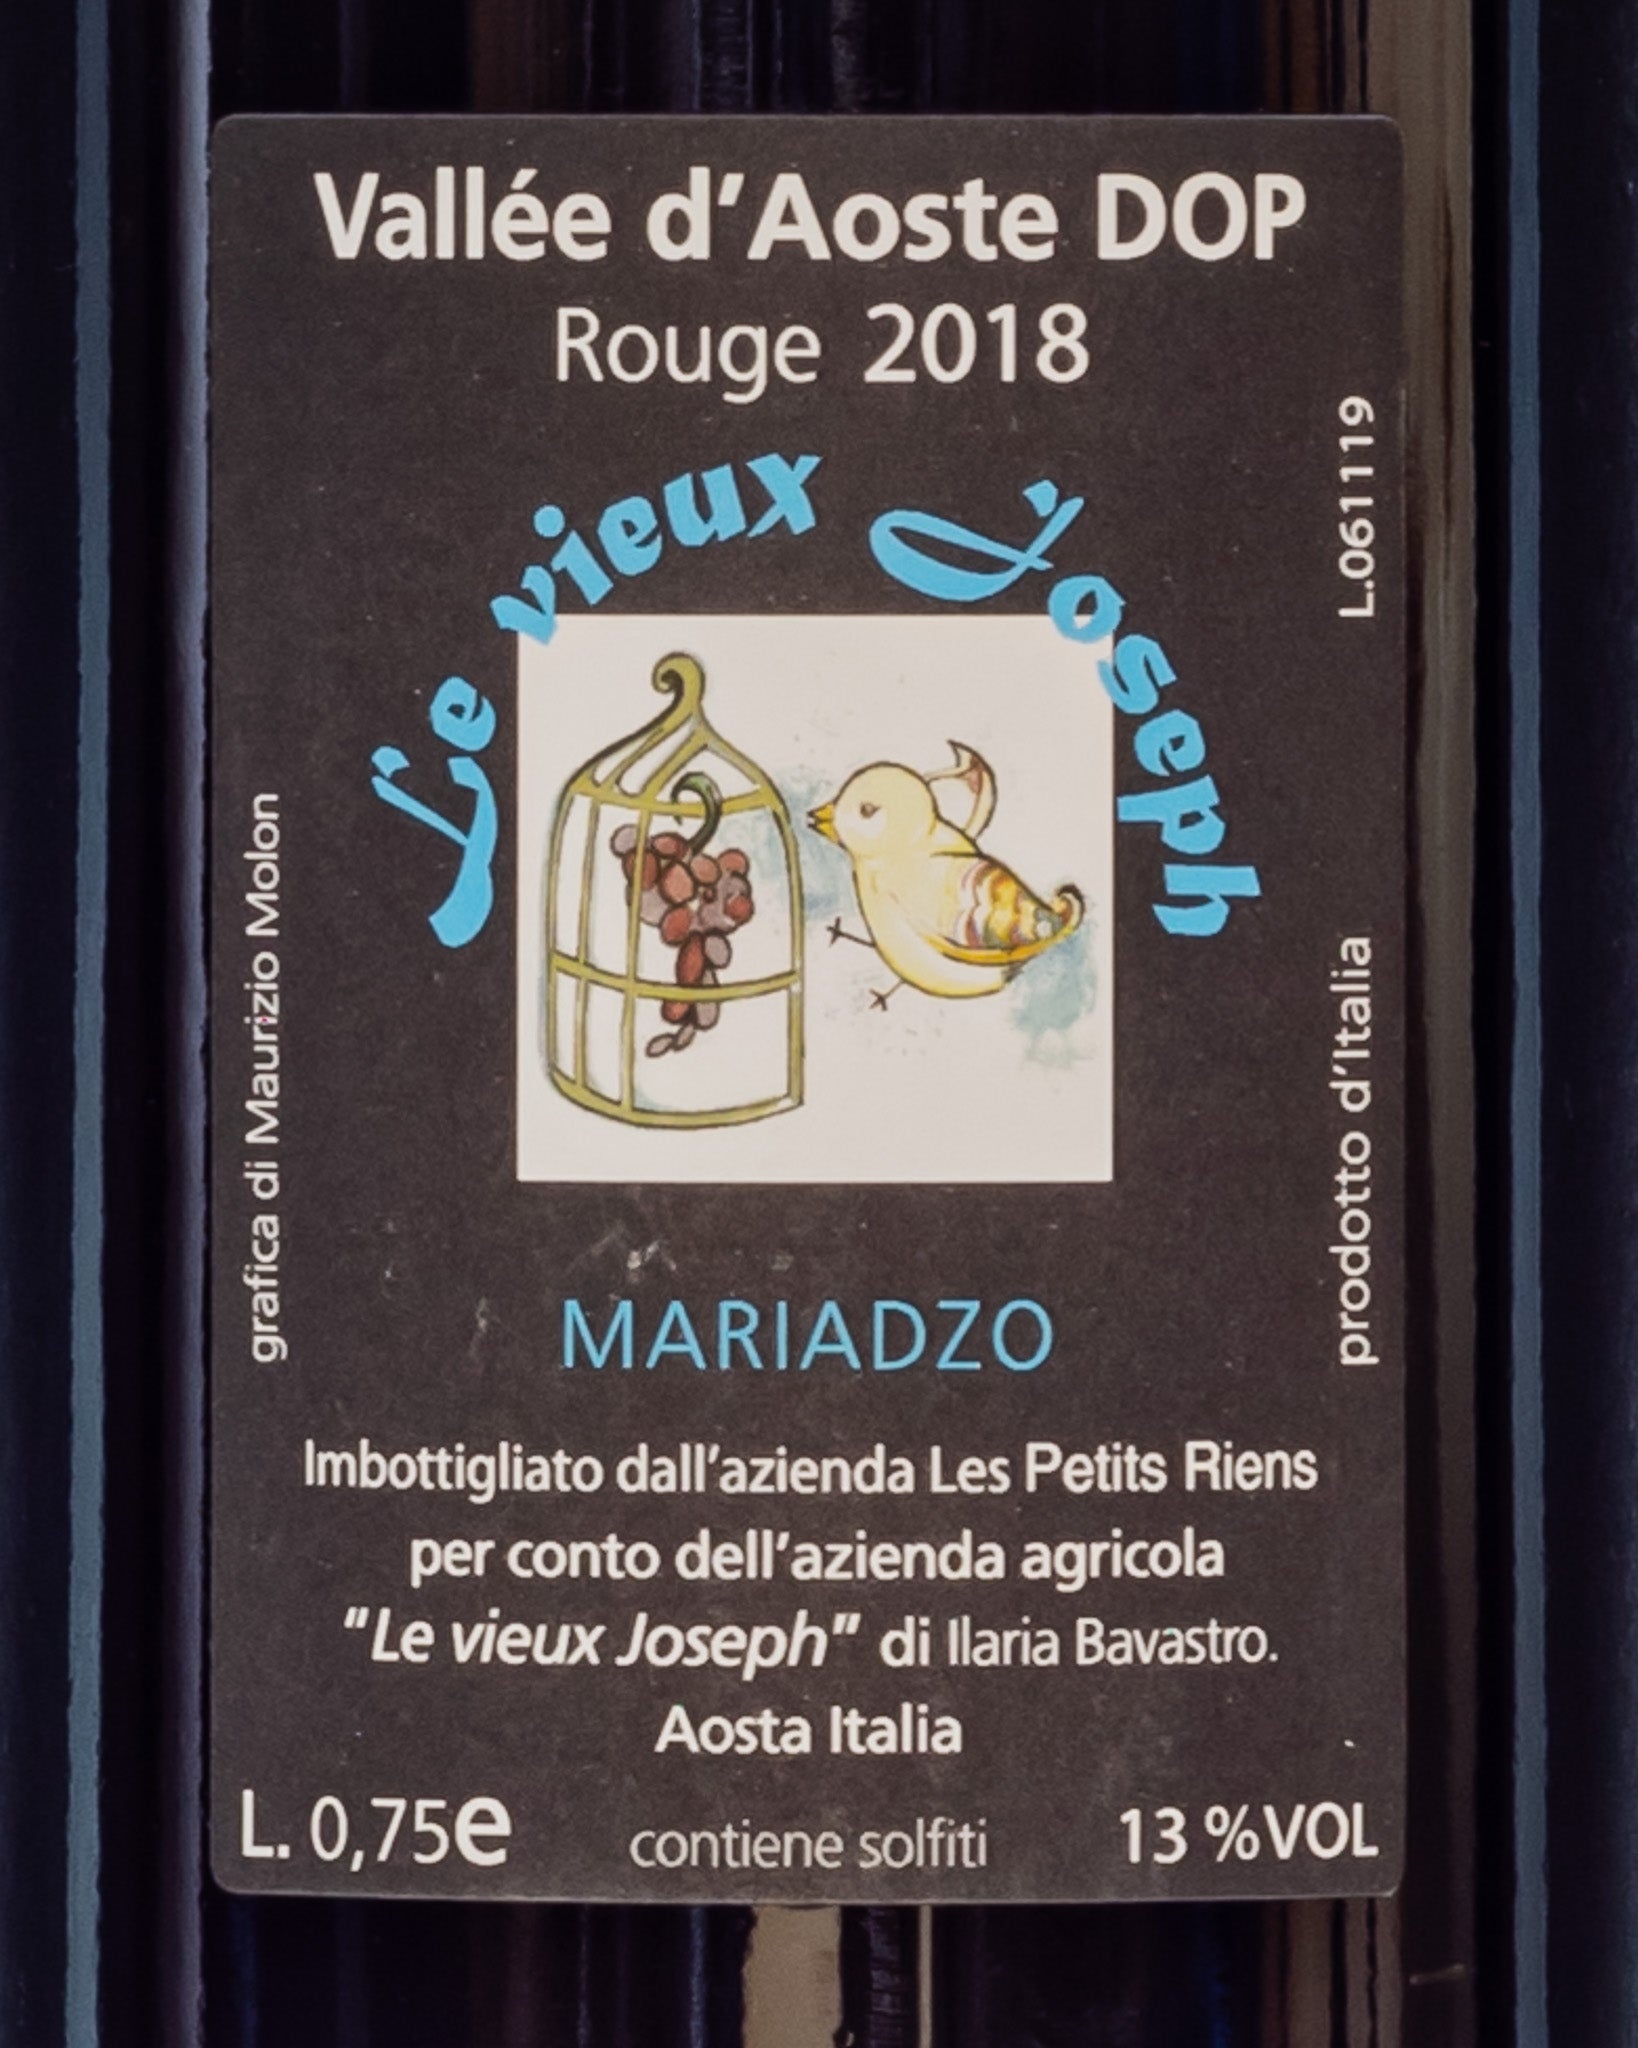 Vallée d'Aoste DOP
Rouge 2018
L.061119
Le vieux Joseph
grafica di Maurizio Molon
prodotto d'Italia
MARIADZO
Imbottigliato dall'azienda Les Petits Riens
per conto dell'azienda agricola
"Le vieux Joseph" di Ilaria Bavastro.
Aosta Italia
L. 0,75e contiene solfiti 13 %VOL